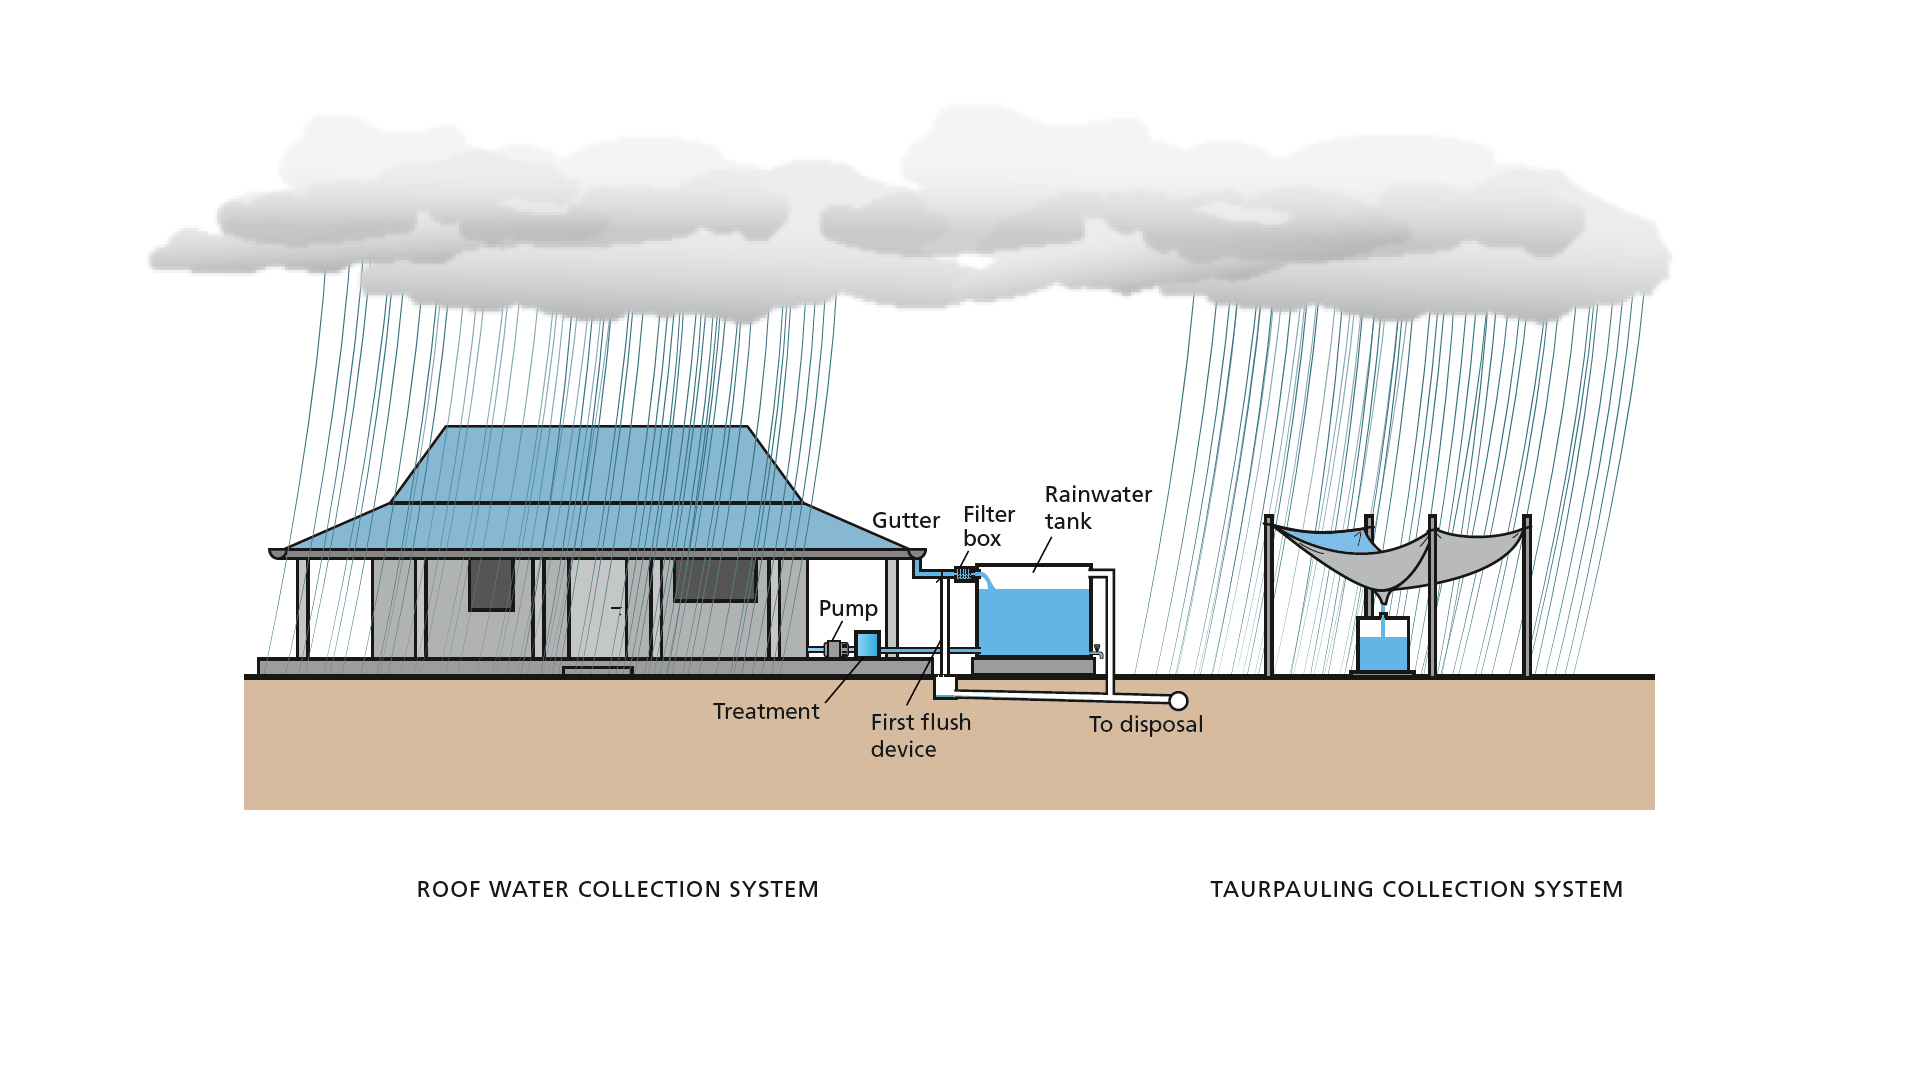 Rainwater
tank
Gutter
Filter
box
Pump
Treatment
First flush
device
To disposal
ROOF WATER COLLECTION SYSTEM
TAURPAULING COLLECTION SYSTEM